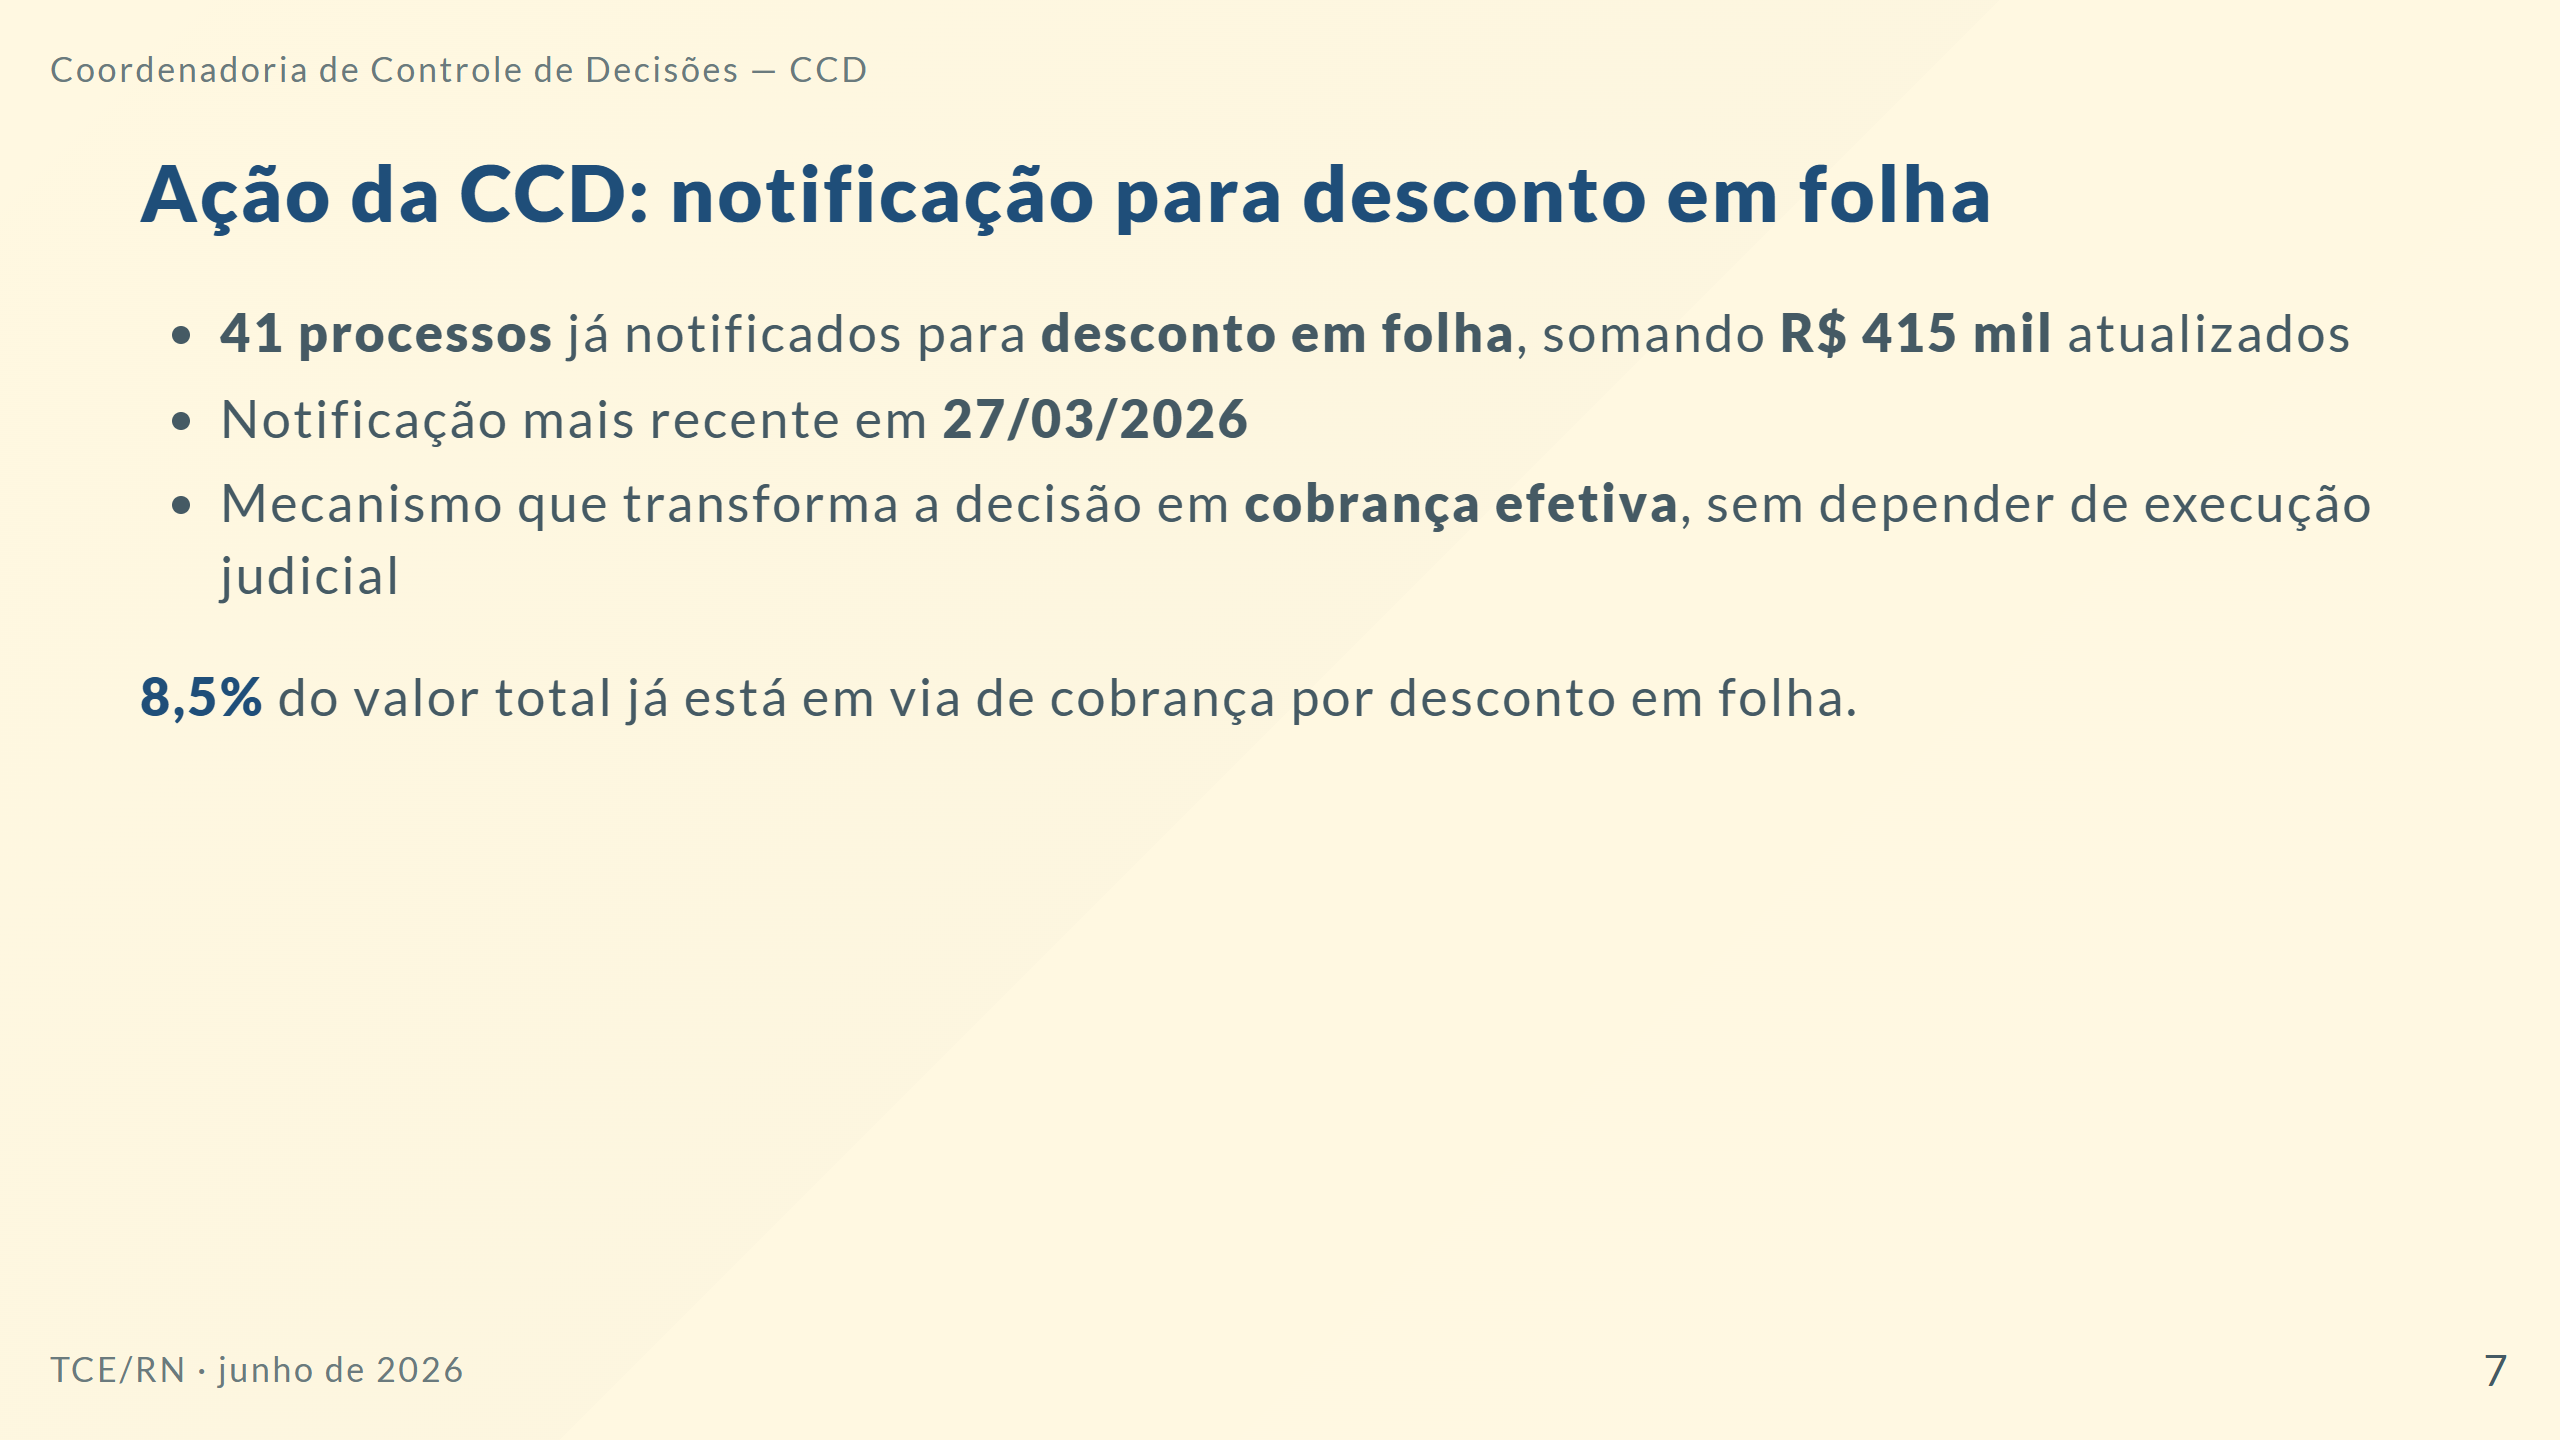 Coordenadoria de Controle de Decisões — CCD
Ação da CCD: notificação para desconto em folha
• 41 processos já notificados para desconto em folha, somando R$ 415 mil atualizados
• Notificação mais recente em 27/03/2026
• Mecanismo que transforma a decisão em cobrança efetiva, sem depender de execução
judicial
8,5% do valor total já está em via de cobrança por desconto em folha.
TCE/RN · junho de 2026
7